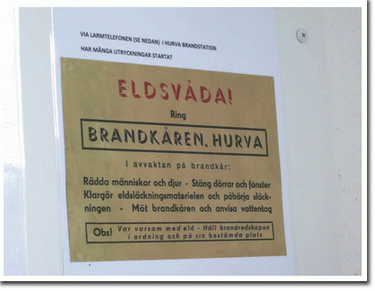 VIA LARMTELEFONEN (SE NEDAN) I HURVA BRANDSTATION
HAR MÅNGA UTRYCKNINGAR STARTAT
ELDSVÅDA!
Ring
BRANDKÅREN, HURVA
I avvaktan på brandkår:
Rädda människor och djur - Stäng dörrar och fönster
Klargör eldsläckningsmaterielen och påbörja släck-
ningen - Möt brandkåren och anvisa vattentag
Obs! Var varsam med eld - Håll brandredskapen
i ordning och på sin bestämda plats